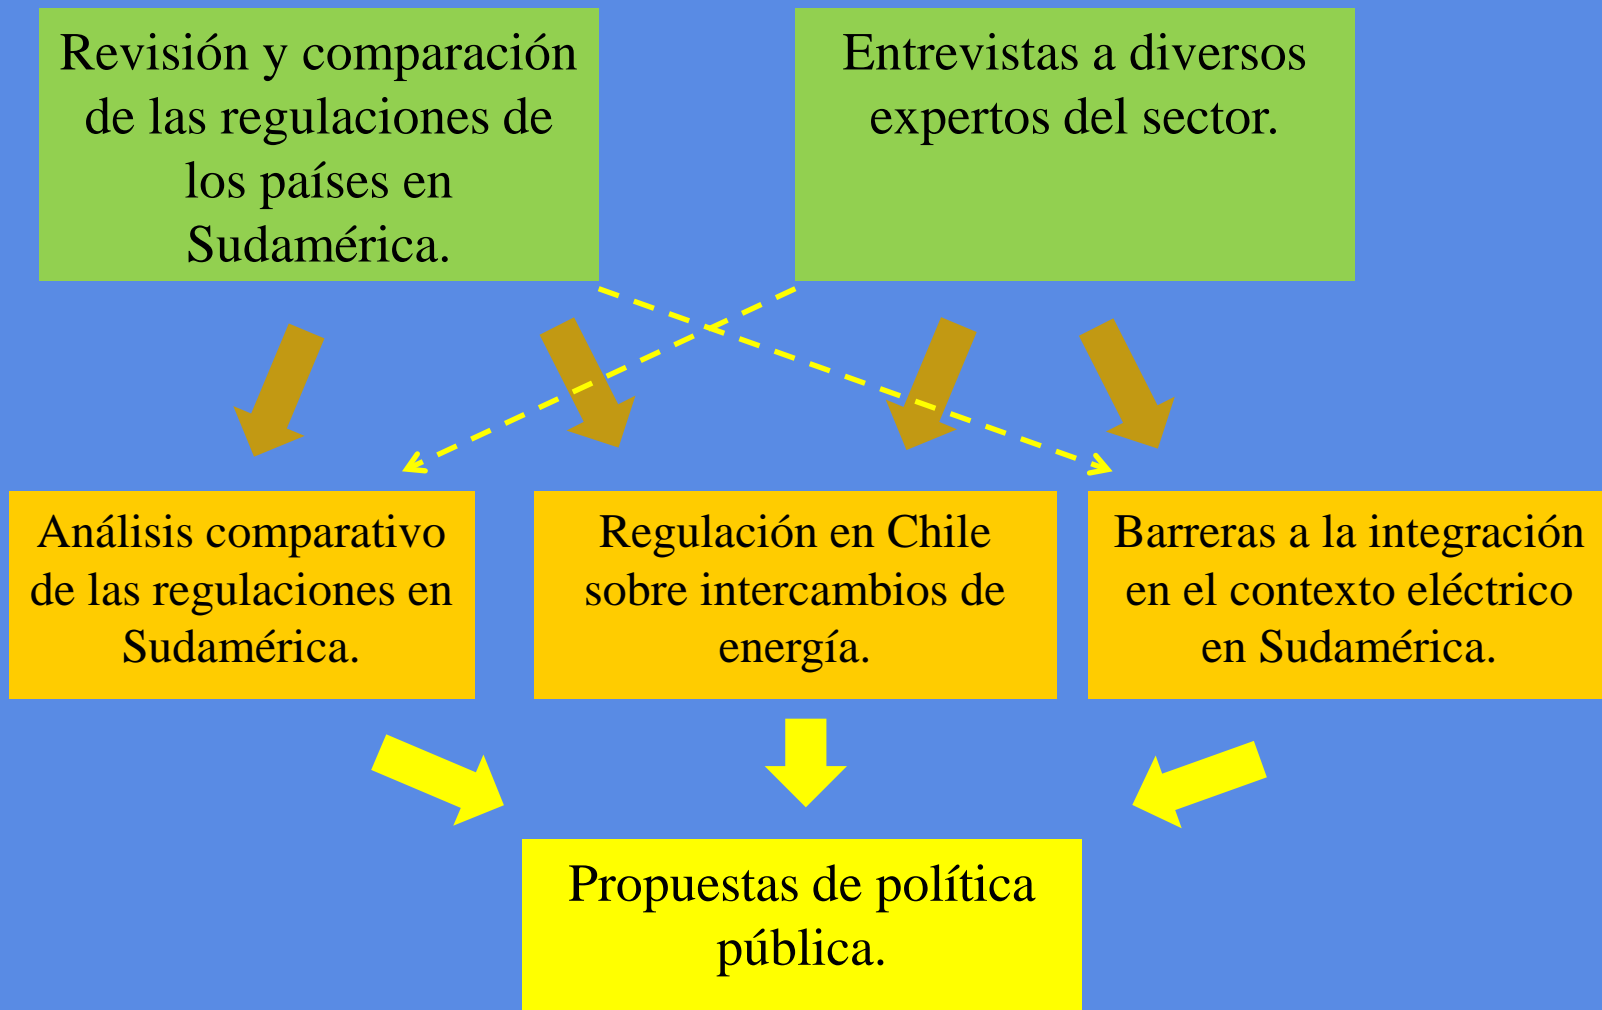 Revisión y comparación
de las regulaciones de
los países en
Sudamérica.
Entrevistas a diversos
expertos del sector.
Análisis comparativo
de las regulaciones en
Sudamérica.
Regulación en Chile
sobre intercambios de
energía.
Barreras a la integración
en el contexto eléctrico
en Sudamérica.
Propuestas de política
pública.